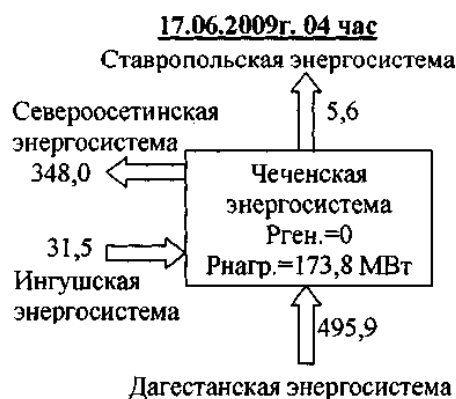 17.06.2009г. 04 час
Ставропольская энергосистема
5,6
Североосетинская
энергосистема
348,0
Чеченская
энергосистема
Рген.=0
Рнагр.=173,8 МВт
31,5
Ингушская
энергосистема
495,9
Дагестанская энергосистема